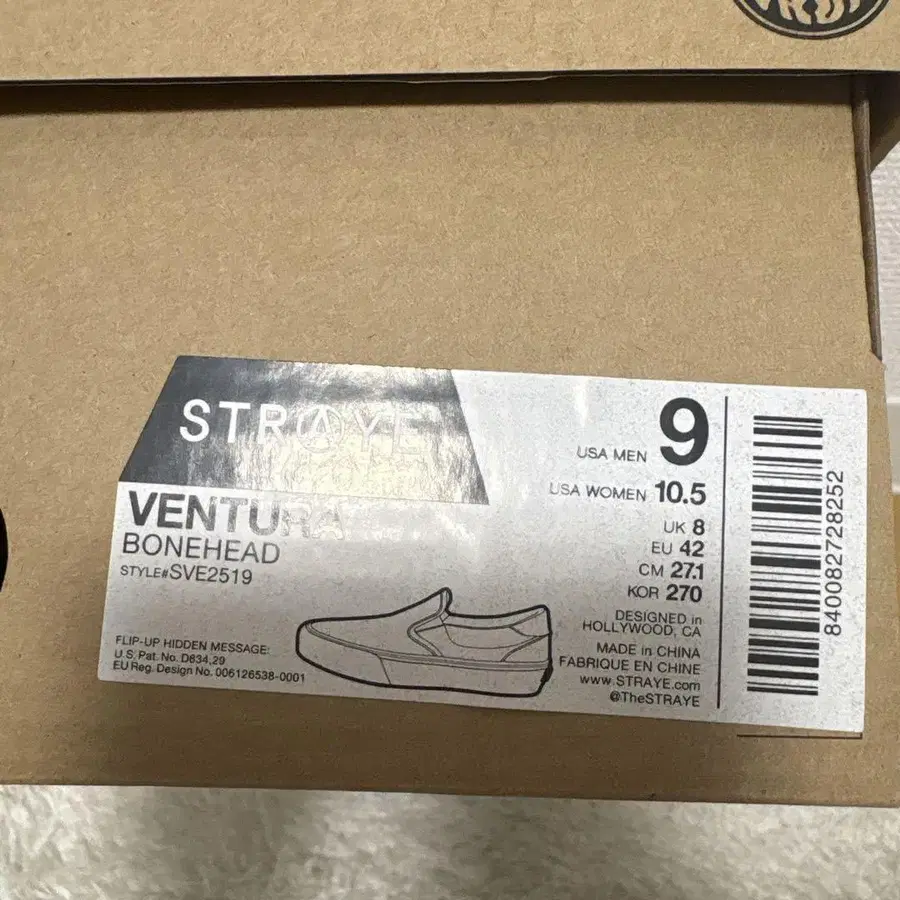 STRAYE
VENTURA
BONEHEAD
STYLE#SVE2519
FLIP-UP HIDDEN MESSAGE:
U.S. Pat. No. D634,29
EU Reg. Design No. 006126538-0001
USA MEN 9
USA WOMEN 10.5
UK 8
EU 42
CM 27.1
KOR 270
DESIGNED in
HOLLYWOOD, CA
MADE in CHINA
FABRIQUE EN CHINE
www.STRAYE.com
@TheSTRAYE
840082728252